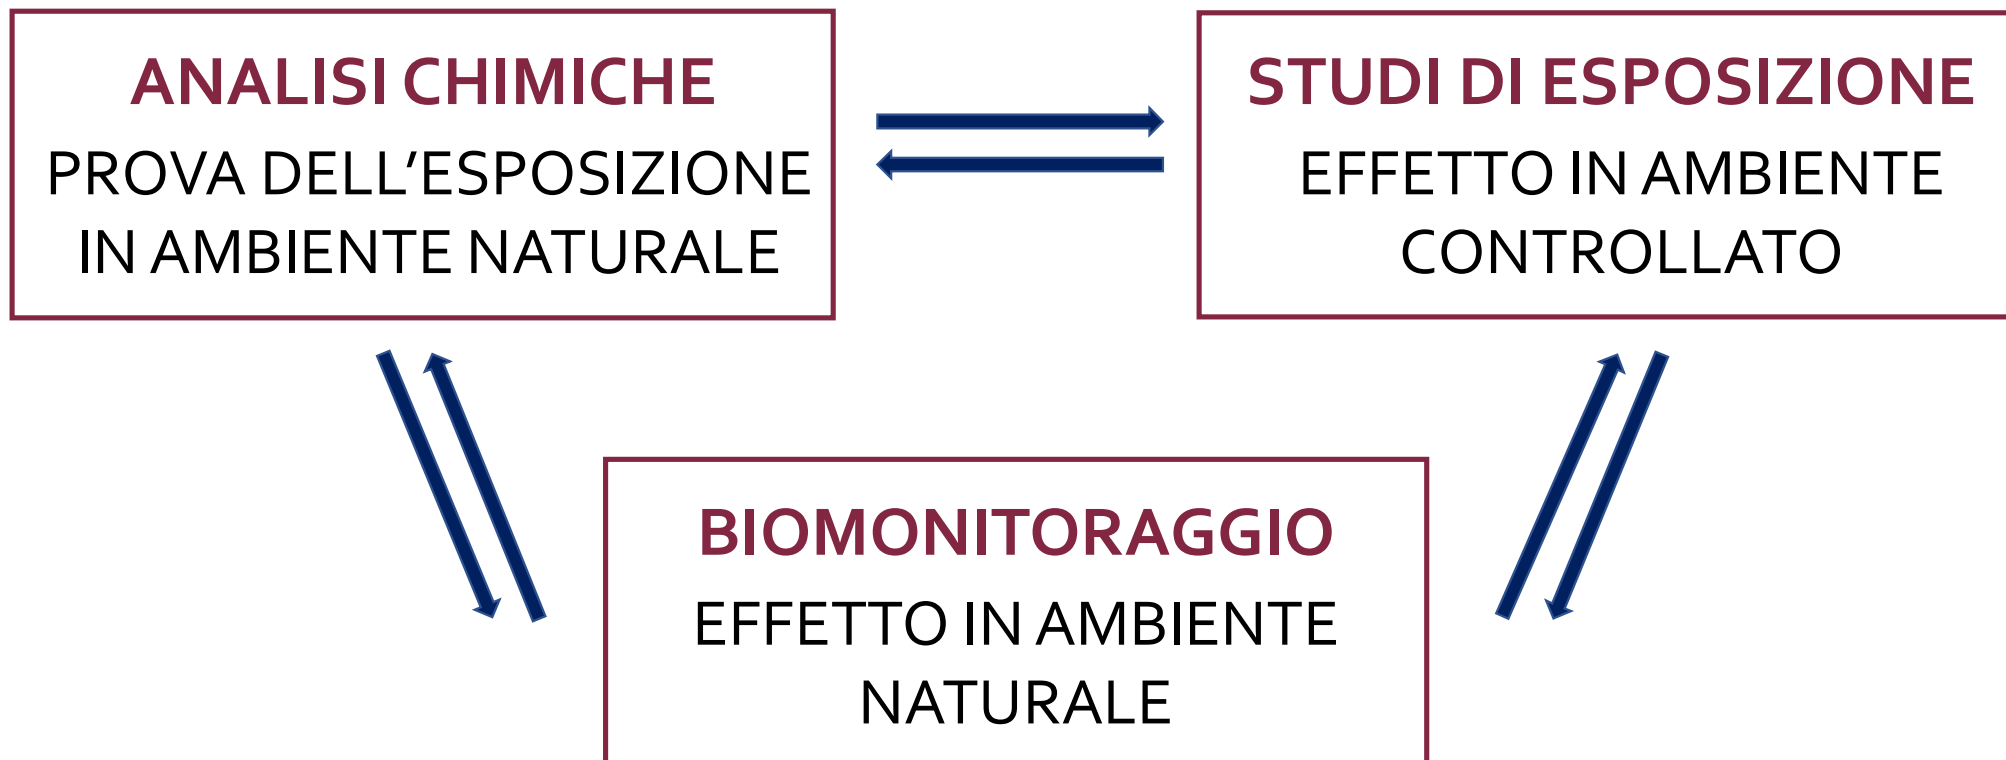 ANALISI CHIMICHE
PROVA DELL’ESPOSIZIONE
IN AMBIENTE NATURALE
STUDI DI ESPOSIZIONE
EFFETTO IN AMBIENTE
CONTROLLATO
BIOMONITORAGGIO
EFFETTO IN AMBIENTE
NATURALE